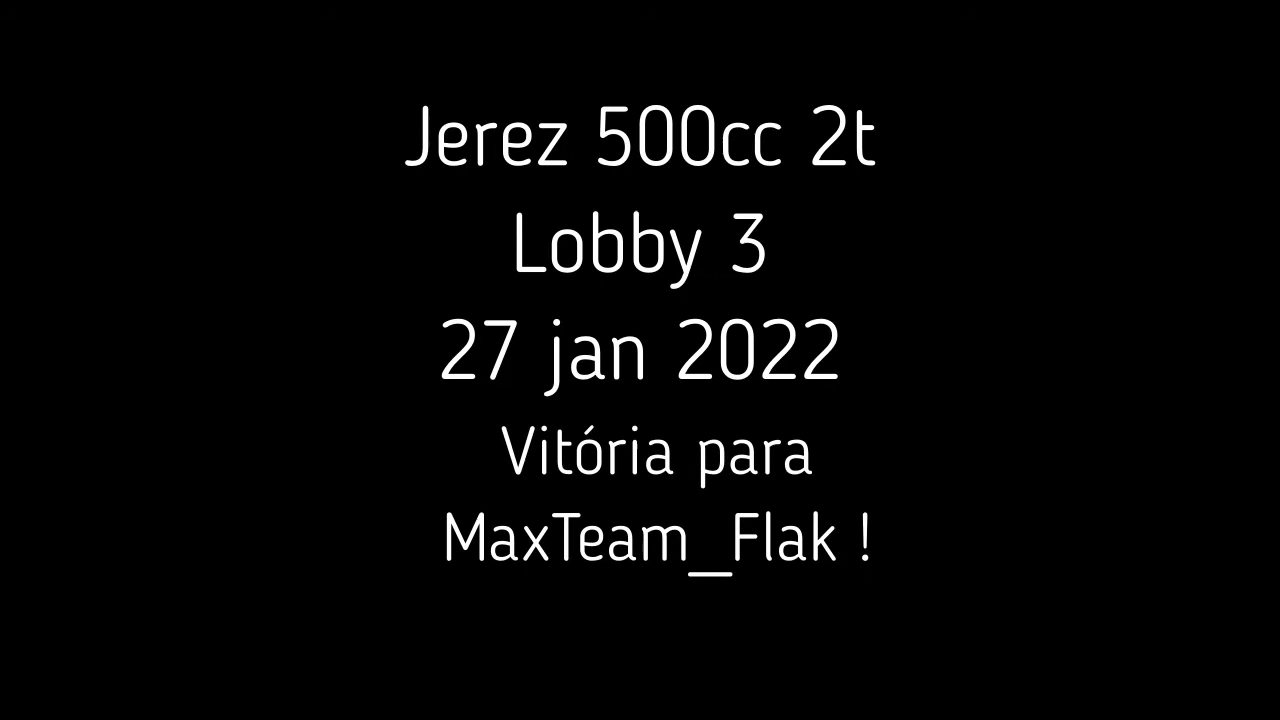 Jerez 500cc 2t
Lobby 3
27 jan 2022
Vitória para
MaxTeam_Flak !